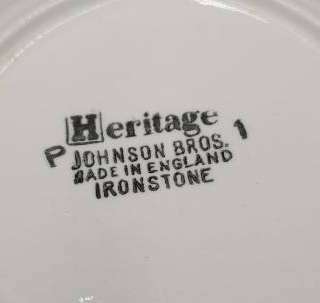 Heritage
P JOHNSON BROS. 1
MADE IN ENGLAND
IRONSTONE